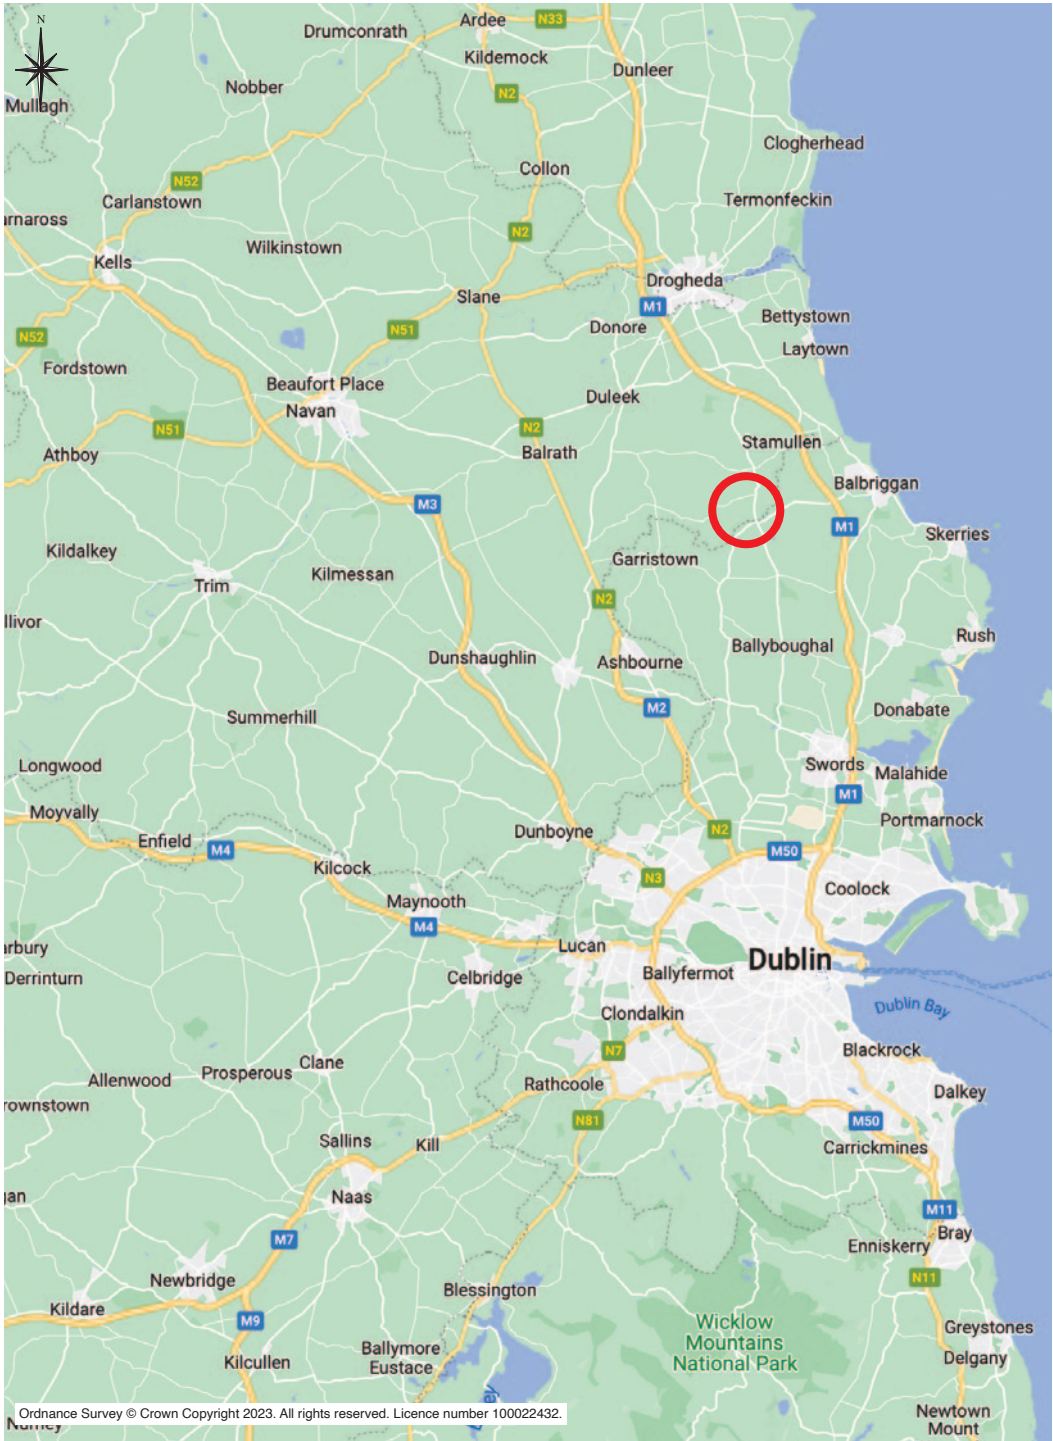 N
Ardee
N33
Drumconrath
Kildemock
Dunleer
Nobber
N2
Mullagh
Clogherhead
Collon
N52
Carlanstown
Termonfeckin
arnaross
N2
Wilkinstown
Kells
Drogheda
Slane
M1
Bettystown
N51
Donore
N52
Laytown
Fordstown
Beaufort Place
Navan
Duleek
N51
N2
Stamullen
Athboy
Balrath
Balbriggan
M3
M1
Skerries
Kildalkey
Garristown
Kilmessan
Trim
N2
llivor
Rush
Ballyboughal
Dunshaughlin
Ashbourne
M2
Donabate
Summerhill
Longwood
Swords
Malahide
M1
Moyvally
Portmarnock
Enfield
Dunboyne
N2
M4
M50
Kilcock
N3
Coolock
Maynooth
M4
arbury
Lucan
Dublin
Derrinturn
Celbridge
Ballyfermot
Dublin Bay
Clondalkin
N7
Blackrock
Clane
Prosperous
Allenwood
Rathcoole
Dalkey
rownstown
N81
M50
Sallins
Kill
Carrickmines
gan
Naas
M11
M7
Bray
Enniskerry
Newbridge
N11
Blessington
Kildare
M9
Wicklow
Mountains
National Park
Greystones
Ballymore
Eustace
Kilcullen
Delgany
Ordnance Survey © Crown Copyright 2023. All rights reserved. Licence number 100022432.
Newtown
Mount